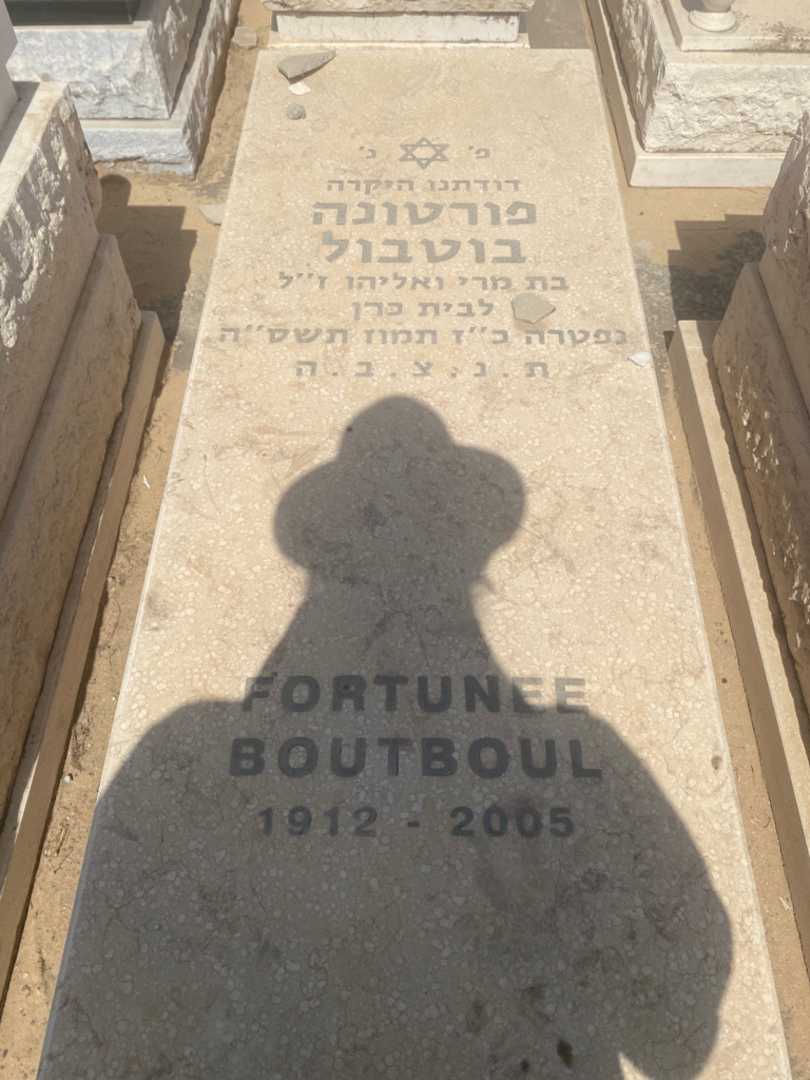 פ' נ'
דודתנו היקרה
פורטונה
בוטבול
בת מרי ואליהו ז"ל
לבית כרן
נפטרה כ"ז תמוז תשס"ה
ת . נ . צ . ב . ה
FORTUNEE
BOUTBOUL
1912 - 2005